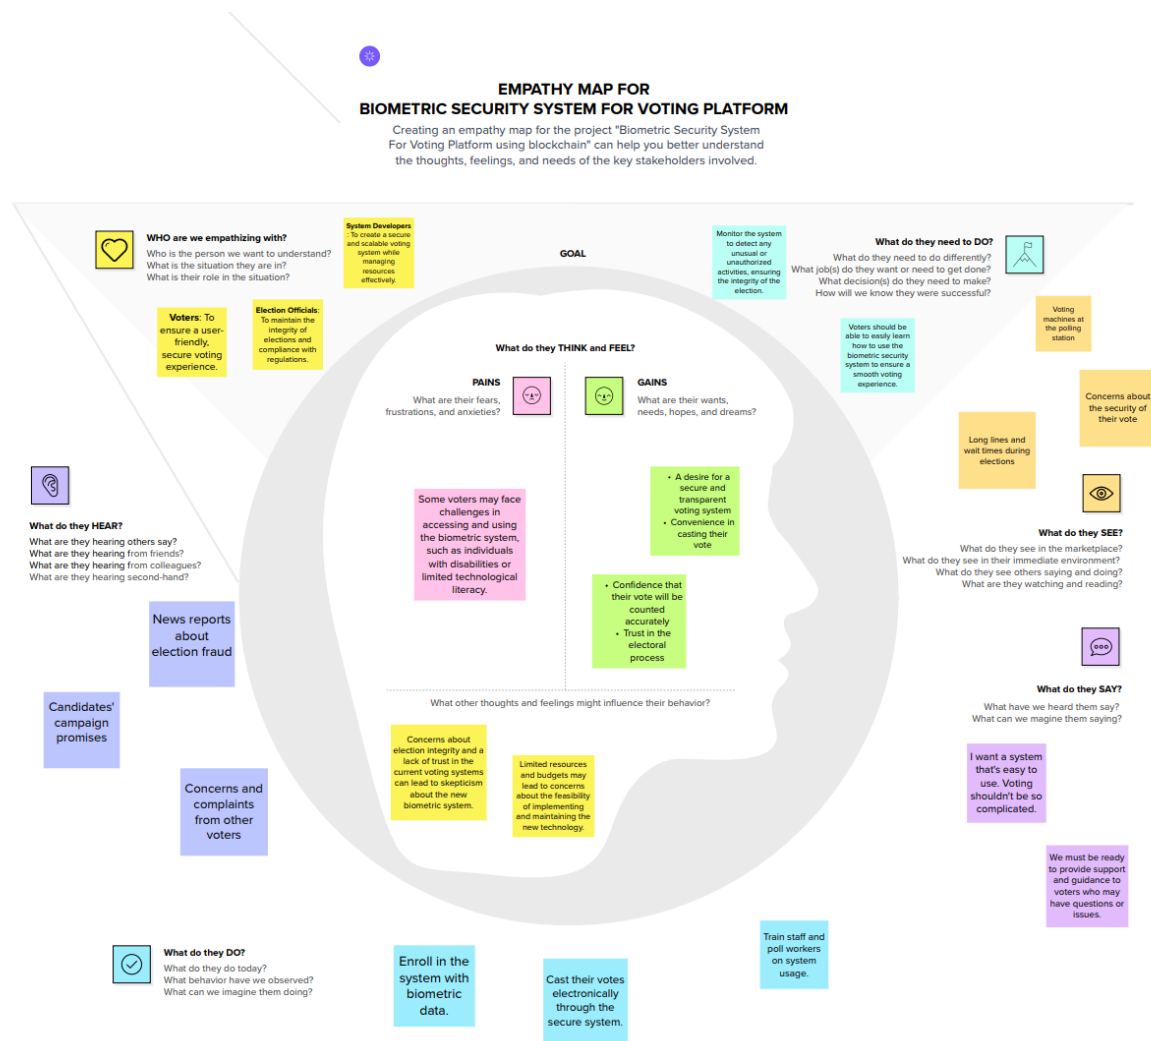 EMPATHY MAP FOR
BIOMETRIC SECURITY SYSTEM FOR VOTING PLATFORM
Creating an empathy map for the project "Biometric Security System
For Voting Platform using blockchain" can help you better understand
the thoughts, feelings, and needs of the key stakeholders involved.
WHO are we empathizing with?
Who is the person we want to understand?
What is the situation they are in?
What is their role in the situation?
System Developers
: To create a secure
and scalable voting
system while
managing
resources
effectively.
Voters: To
ensure a user-
friendly,
secure voting
experience.
Election Officials:
To maintain the
integrity of
elections and
compliance with
regulations.
GOAL
Monitor the system
to detect any
unusual or
unauthorized
activities, ensuring
the integrity of the
election.
What do they need to DO?
What do they need to do differently?
What job(s) do they want or need to get done?
What decision(s) do they need to make?
How will we know they were successful?
Voters should be
able to easily learn
how to use the
biometric security
system to ensure a
smooth voting
experience.
Voting
machines at
the polling
station
Concerns about
the security of
their vote
Long lines and
wait times during
elections
What do they SEE?
What do they see in the marketplace?
What do they see in their immediate environment?
What do they see others saying and doing?
What are they watching and reading?
What do they THINK and FEEL?
PAINS
What are their fears,
frustrations, and anxieties?
GAINS
What are their wants,
needs, hopes, and dreams?
Some voters may face
challenges in
accessing and using
the biometric system,
such as individuals
with disabilities or
limited technological
literacy.
• A desire for a
secure and
transparent
voting system
• Convenience in
casting their
vote
• Confidence that
their vote will be
counted
accurately
• Trust in the
electoral
process
What other thoughts and feelings might influence their behavior?
Concerns about
election integrity and a
lack of trust in the
current voting systems
can lead to skepticism
about the new
biometric system.
Limited resources
and budgets may
lead to concerns
about the feasibility
of implementing
and maintaining the
new technology.
What do they HEAR?
What are they hearing others say?
What are they hearing from friends?
What are they hearing from colleagues?
What are they hearing second-hand?
News reports
about
election fraud
Candidates'
campaign
promises
Concerns and
complaints
from other
voters
What do they SAY?
What have we heard them say?
What can we magine them saying?
I want a system
that's easy to
use. Voting
shouldn't be so
complicated.
We must be ready
to provide support
and guidance to
voters who may
have questions or
issues.
What do they DO?
What do they do today?
What behavior have we observed?
What can we imagine them doing?
Enroll in the
system with
biometric
data.
Cast their votes
electronically
through the
secure system.
Train staff and
poll workers
on system
usage.